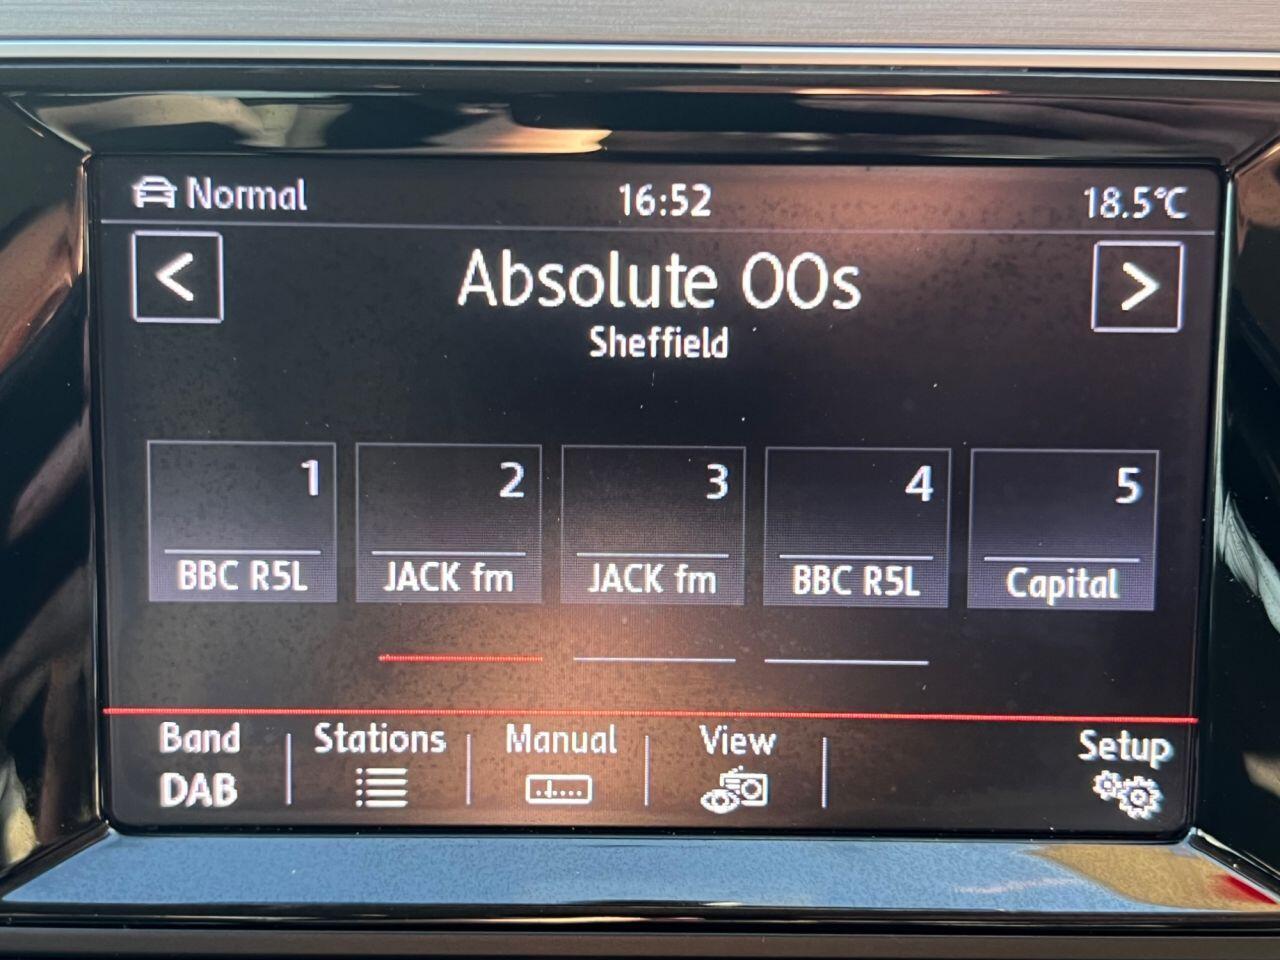 Normal 16:52 18.5°C
< Absolute 00s >
Sheffield
1 2 3 4 5
BBC R5L JACK fm JACK fm BBC R5L Capital
Band Stations Manual View Setup
DAB